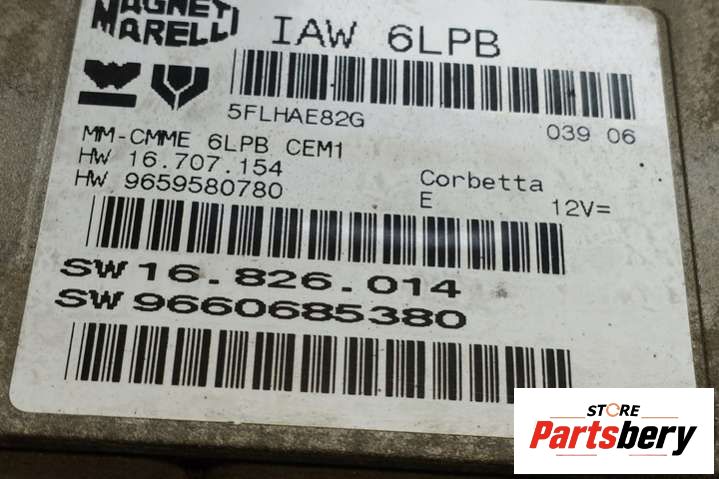 MAGNETI
MARELLI
IAW 6LPB
5FLHAE82G
039 06
MM-CMME 6LPB CEM1
HW 16.707.154
HW 9659580780
Corbetta
E
12V=
SW 16.826.014
SW 9660685380
STORE
Partsbery